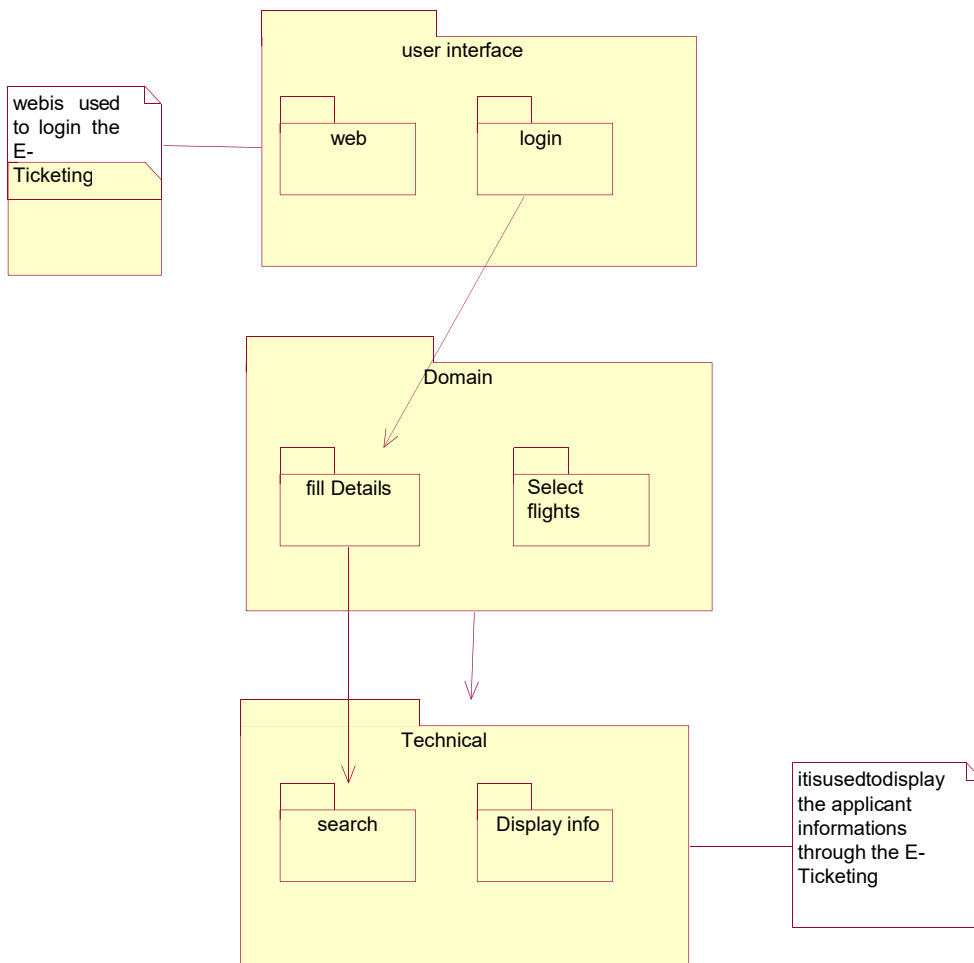 user interface
webis used
to login the
E-
Ticketing
web
login
Domain
fill Details
Select
flights
Technical
search
Display info
itisusedtodisplay
the applicant
informations
through the E-
Ticketing